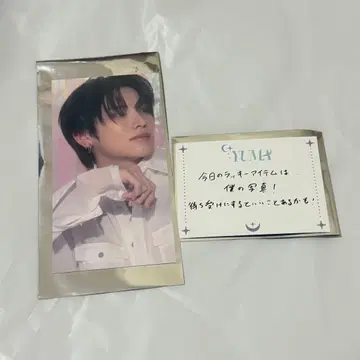 YUMA
今日のラッキーアイテムは
僕の写真！
待ち受けにするといいことあるかも！